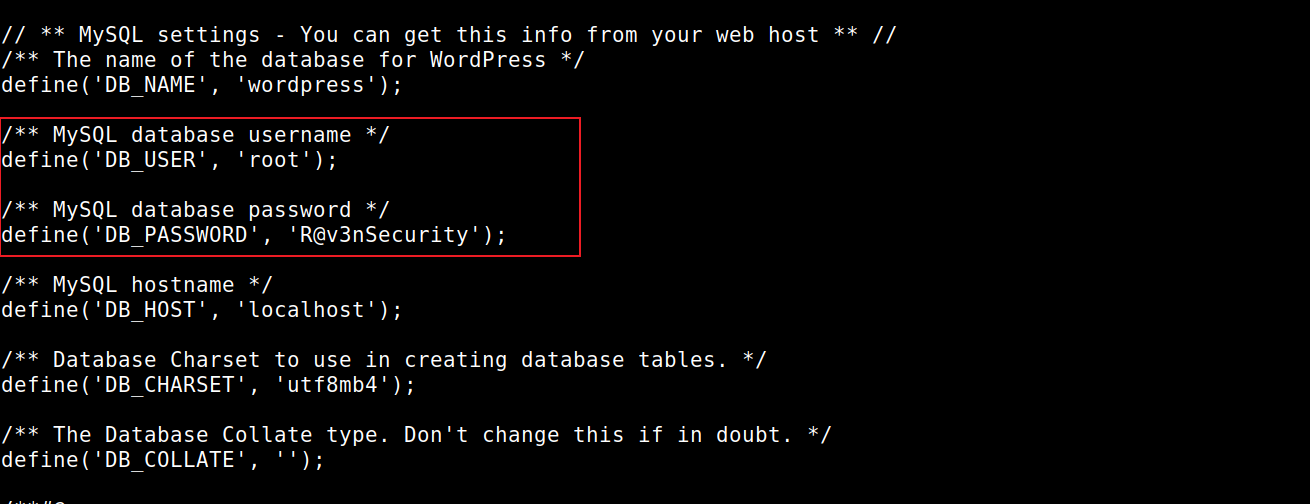 // ** MySQL settings - You can get this info from your web host ** //
/** The name of the database for WordPress */
define('DB_NAME', 'wordpress');
/** MySQL database username */
define('DB_USER', 'root');
/** MySQL database password */
define('DB_PASSWORD', 'R@v3nSecurity');
/** MySQL hostname */
define('DB_HOST', 'localhost');
/** Database Charset to use in creating database tables. */
define('DB_CHARSET', 'utf8mb4');
/** The Database Collate type. Don't change this if in doubt. */
define('DB_COLLATE', '');